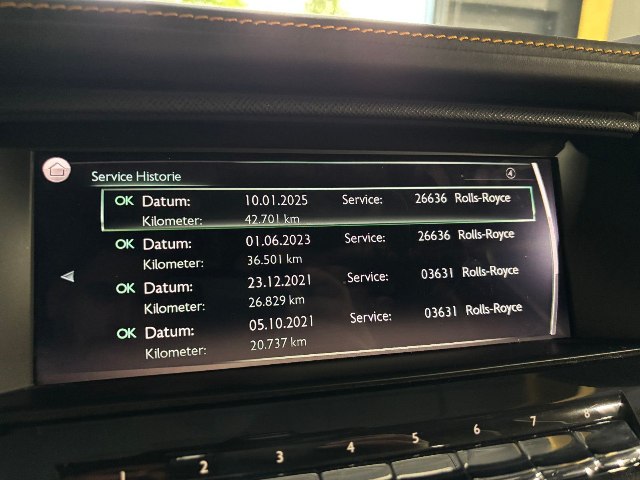 Service Historie 4
OK Datum: 10.01.2025 Service: 26636 Rolls-Royce
Kilometer: 42.701 km
OK Datum: 01.06.2023 Service: 26636 Rolls-Royce
Kilometer: 36.501 km
OK Datum: 23.12.2021 Service: 03631 Rolls-Royce
Kilometer: 26.829 km
OK Datum: 05.10.2021 Service: 03631 Rolls-Royce
Kilometer: 20.737 km
1 2 3 4 5 6 7 8